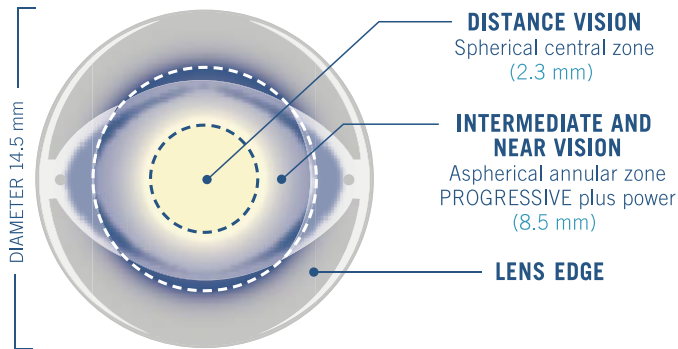 DIAMETER 14.5 mm
DISTANCE VISION
Spherical central zone
(2.3 mm)
INTERMEDIATE AND
NEAR VISION
Aspherical annular zone
PROGRESSIVE plus power
(8.5 mm)
LENS EDGE